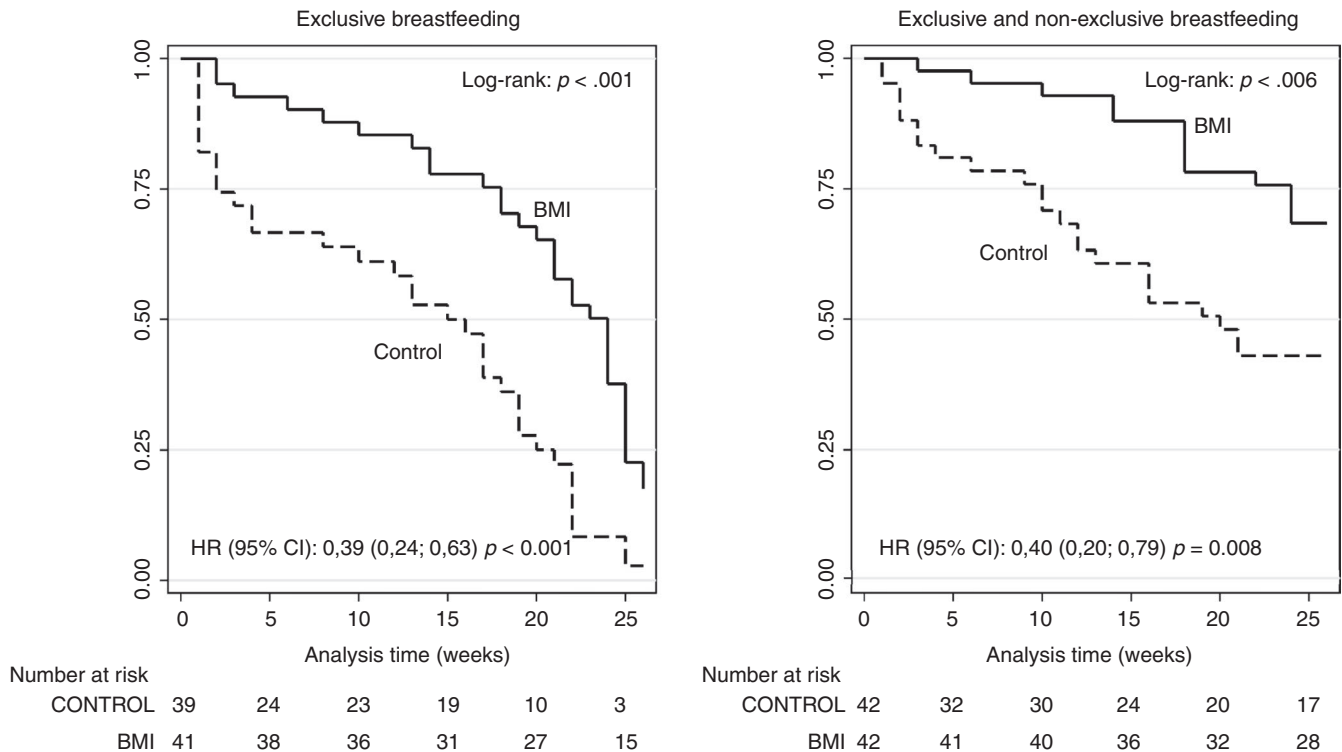 Exclusive breastfeeding
1.00
0.75
0.50
0.25
0.00
Log-rank: p < .001
BMI
Control
HR (95% CI): 0,39 (0,24; 0,63) p < 0.001
0 5 10 15 20 25
Analysis time (weeks)
Number at risk
CONTROL 39 24 23 19 10 3
BMI 41 38 36 31 27 15
Exclusive and non-exclusive breastfeeding
1.00
0.75
0.50
0.25
0.00
Log-rank: p < .006
BMI
Control
HR (95% CI): 0,40 (0,20; 0,79) p = 0.008
0 5 10 15 20 25
Analysis time (weeks)
Number at risk
CONTROL 42 32 30 24 20 17
BMI 42 41 40 36 32 28